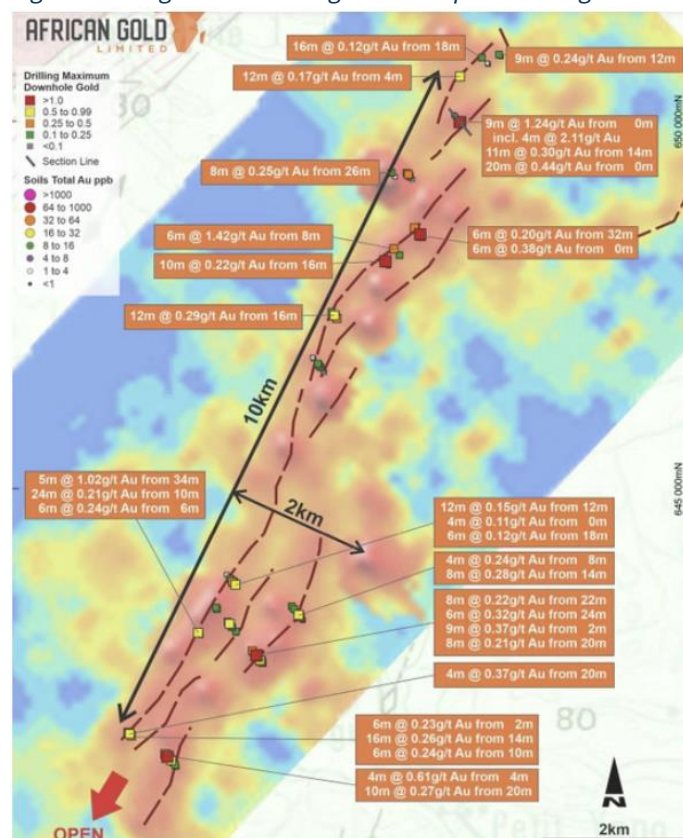 AFRICAN GOLD
LIMITED
Drilling Maximum
Downhole Gold
>1.0
0.5 to 0.99
0.25 to 0.5
0.1 to 0.25
<0.1
Section Line
Soils Total Au ppb
>1000
64 to 1000
32 to 64
16 to 32
8 to 16
4 to 8
1 to 4
<1
80
16m @ 0.12g/t Au from 18m
9m @ 0.24g/t Au from 12m
12m @ 0.17g/t Au from 4m
650 000mN
9m @ 1.24g/t Au from 0m
incl. 4m @ 2.11g/t Au
11m @ 0.30g/t Au from 14m
20m @ 0.44g/t Au from 0m
8m @ 0.25g/t Au from 26m
6m @ 1.42g/t Au from 8m
6m @ 0.20g/t Au from 32m
6m @ 0.38g/t Au from 0m
10m @ 0.22g/t Au from 16m
12m @ 0.29g/t Au from 16m
10km
5m @ 1.02g/t Au from 34m
24m @ 0.21g/t Au from 10m
6m @ 0.24g/t Au from 6m
2km
645 000mN
12m @ 0.15g/t Au from 12m
4m @ 0.11g/t Au from 0m
6m @ 0.12g/t Au from 18m
4m @ 0.24g/t Au from 8m
8m @ 0.28g/t Au from 14m
8m @ 0.22g/t Au from 22m
6m @ 0.32g/t Au from 24m
9m @ 0.37g/t Au from 2m
8m @ 0.21g/t Au from 20m
4m @ 0.37g/t Au from 20m
80
6m @ 0.23g/t Au from 2m
16m @ 0.26g/t Au from 14m
6m @ 0.24g/t Au from 10m
4m @ 0.61g/t Au from 4m
10m @ 0.27g/t Au from 20m
N
2km
OPEN